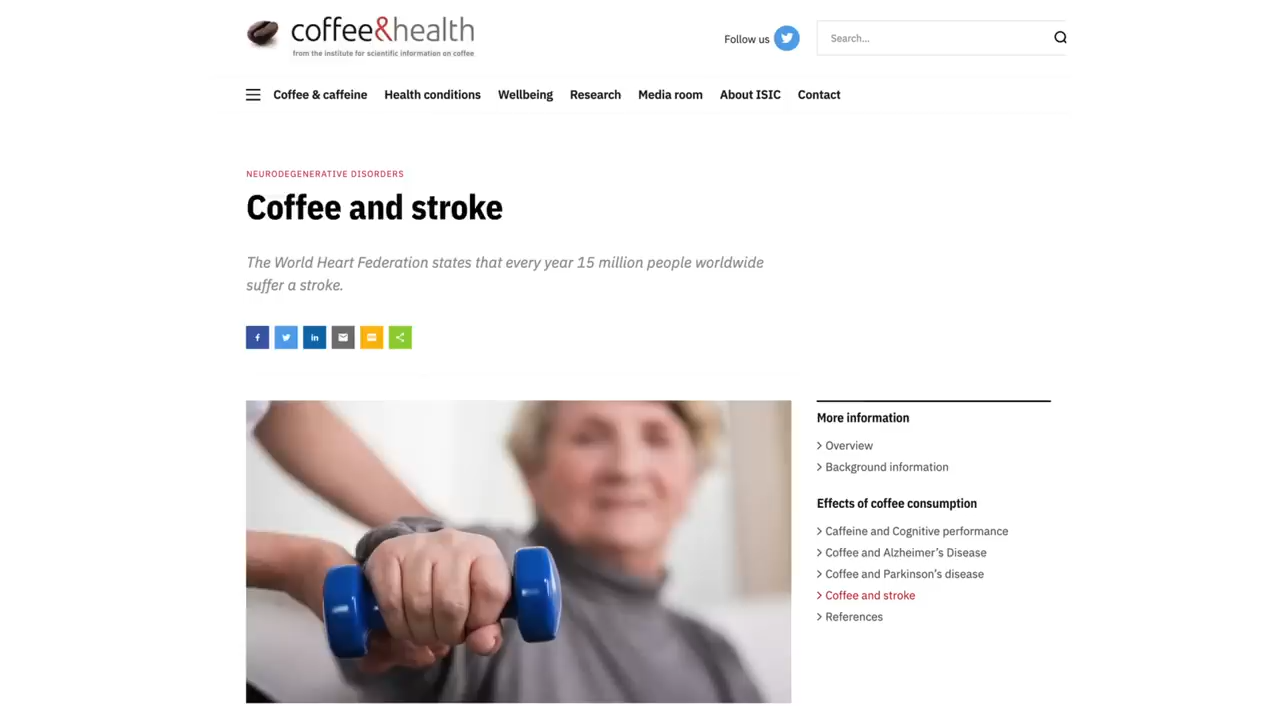 coffee&health
from the institute for scientific information on coffee
Follow us
Search...
Coffee & caffeine Health conditions Wellbeing Research Media room About ISIC Contact
NEURODEGENERATIVE DISORDERS
Coffee and stroke
The World Heart Federation states that every year 15 million people worldwide
suffer a stroke.
More information
> Overview
> Background information
Effects of coffee consumption
> Caffeine and Cognitive performance
> Coffee and Alzheimer's Disease
> Coffee and Parkinson's disease
> Coffee and stroke
> References